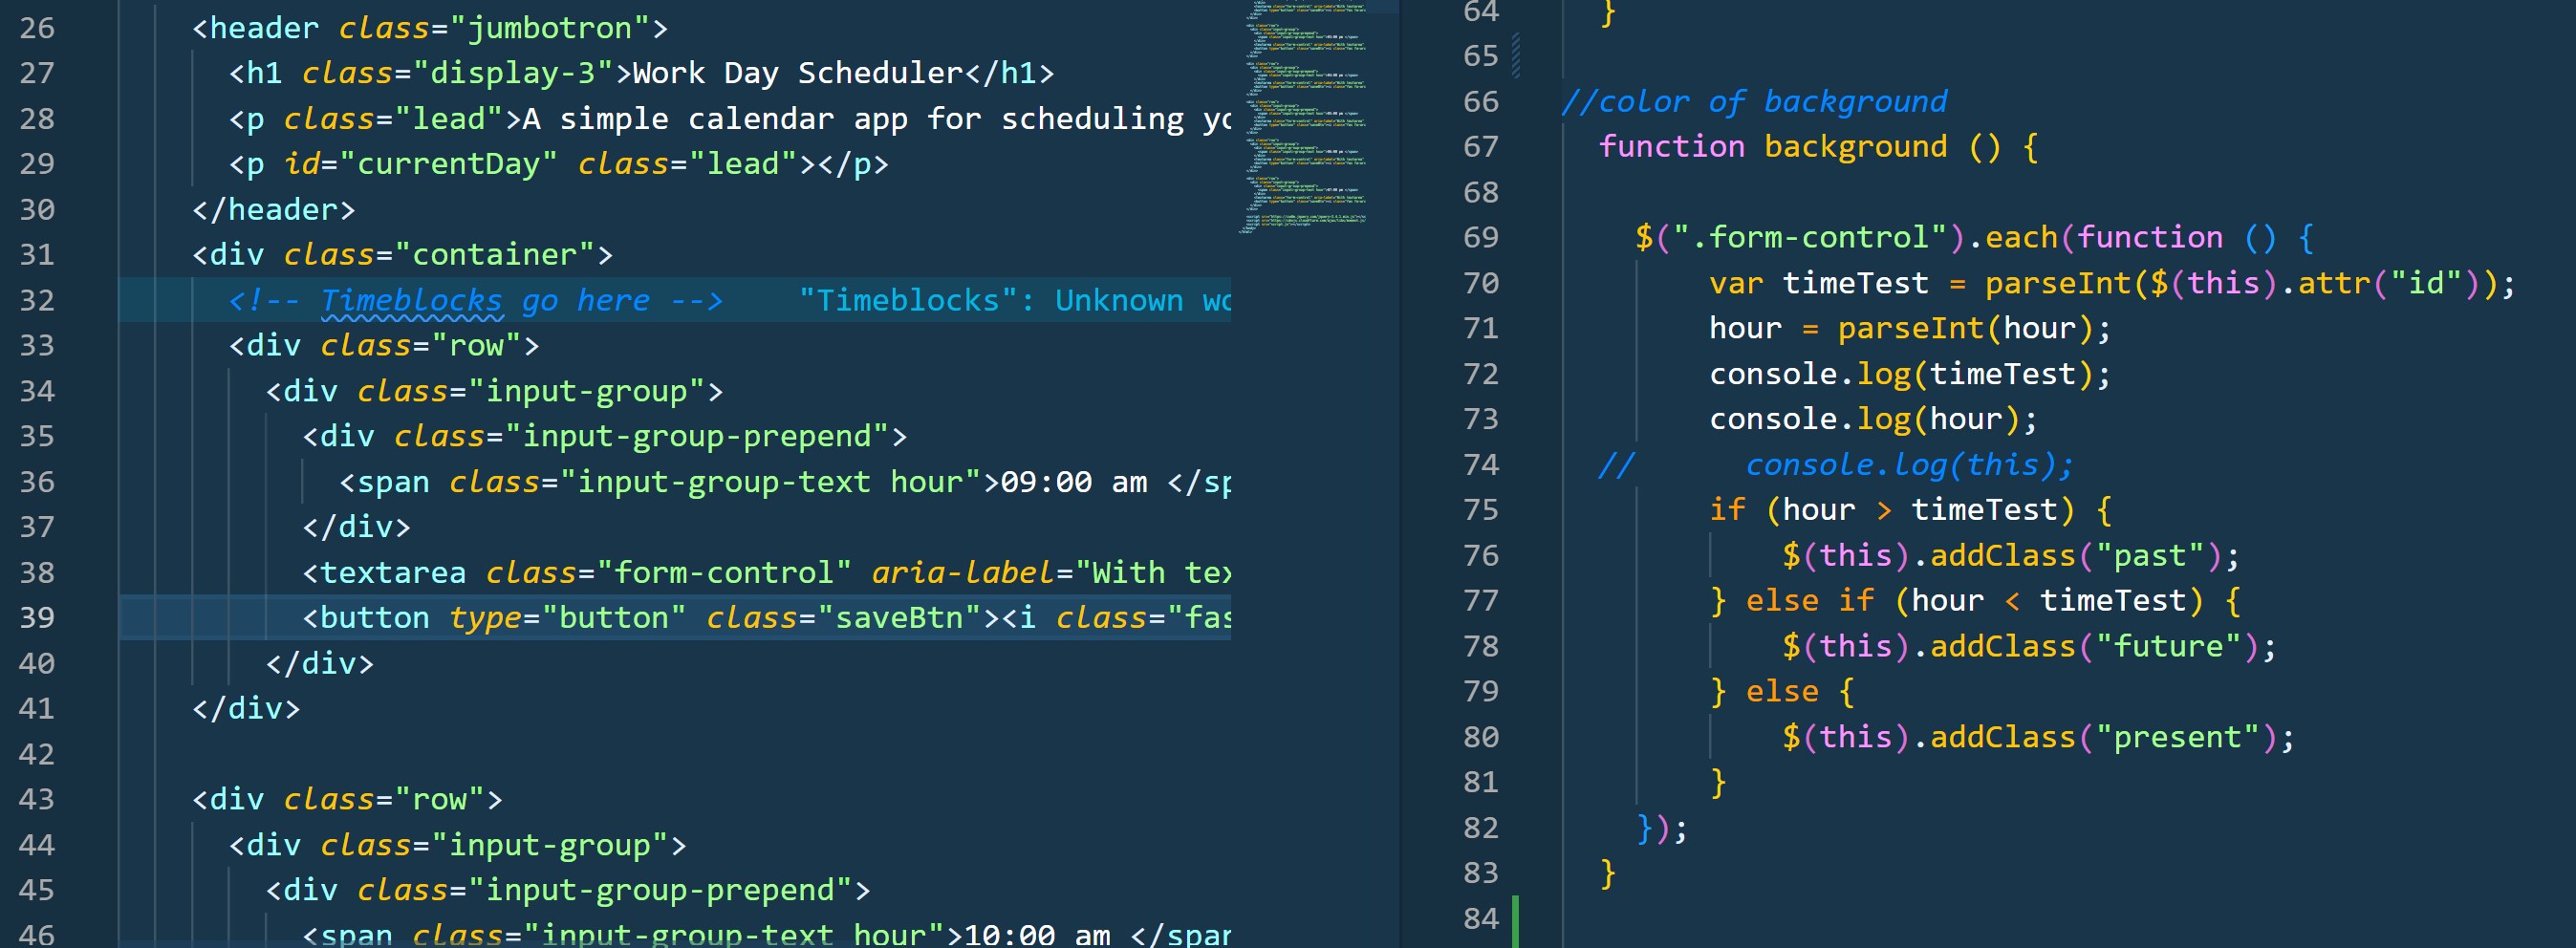 26 <header class="jumbotron">
27 <h1 class="display-3">Work Day Scheduler</h1>
28 <p class="lead">A simple calendar app for scheduling
29 <p id="currentDay" class="lead"></p>
30 </header>
31 <div class="container">
32 <!-- Timeblocks go here --> "Timeblocks": Unknown
33 <div class="row">
34 <div class="input-group">
35 <div class="input-group-prepend">
36 <span class="input-group-text hour">09:00 am </sp
37 </div>
38 <textarea class="form-control" aria-label="With tex
39 <button type="button" class="saveBtn"><i class="fas
40 </div>
41 </div>
42
43 <div class="row">
44 <div class="input-group">
45 <div class="input-group-prepend">
46 <span class="input-group-text hour">10:00 am </span
64 }
65
66 //color of background
67 function background () {
68
69 $(".form-control").each(function () {
70 var timeTest = parseInt($(this).attr("id"));
71 hour = parseInt(hour);
72 console.log(timeTest);
73 console.log(hour);
74 // console.log(this);
75 if (hour > timeTest) {
76 $(this).addClass("past");
77 } else if (hour < timeTest) {
78 $(this).addClass("future");
79 } else {
80 $(this).addClass("present");
81 }
82 });
83 }
84